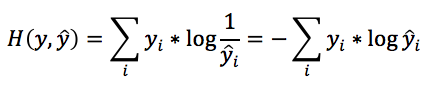 H(y, ŷ) = ∑ᵢ yᵢ * log 1/ŷᵢ = − ∑ᵢ yᵢ * log ŷᵢ